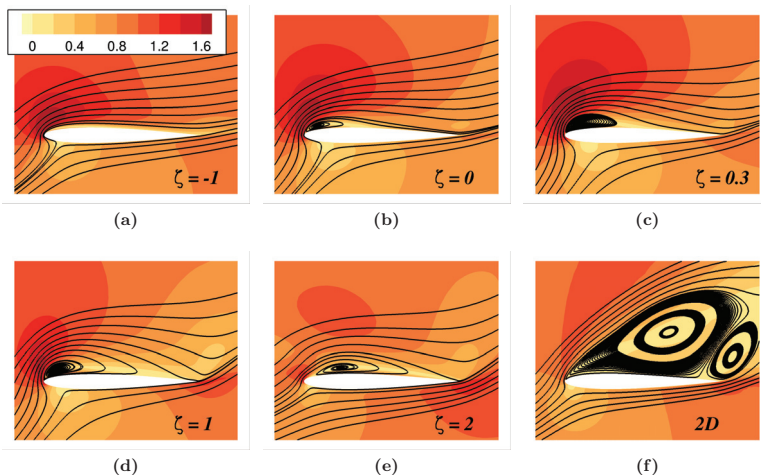 0 0.4 0.8 1.2 1.6
ζ = -1
ζ = 0
ζ = 0.3
(a)
(b)
(c)
ζ = 1
ζ = 2
2D
(d)
(e)
(f)